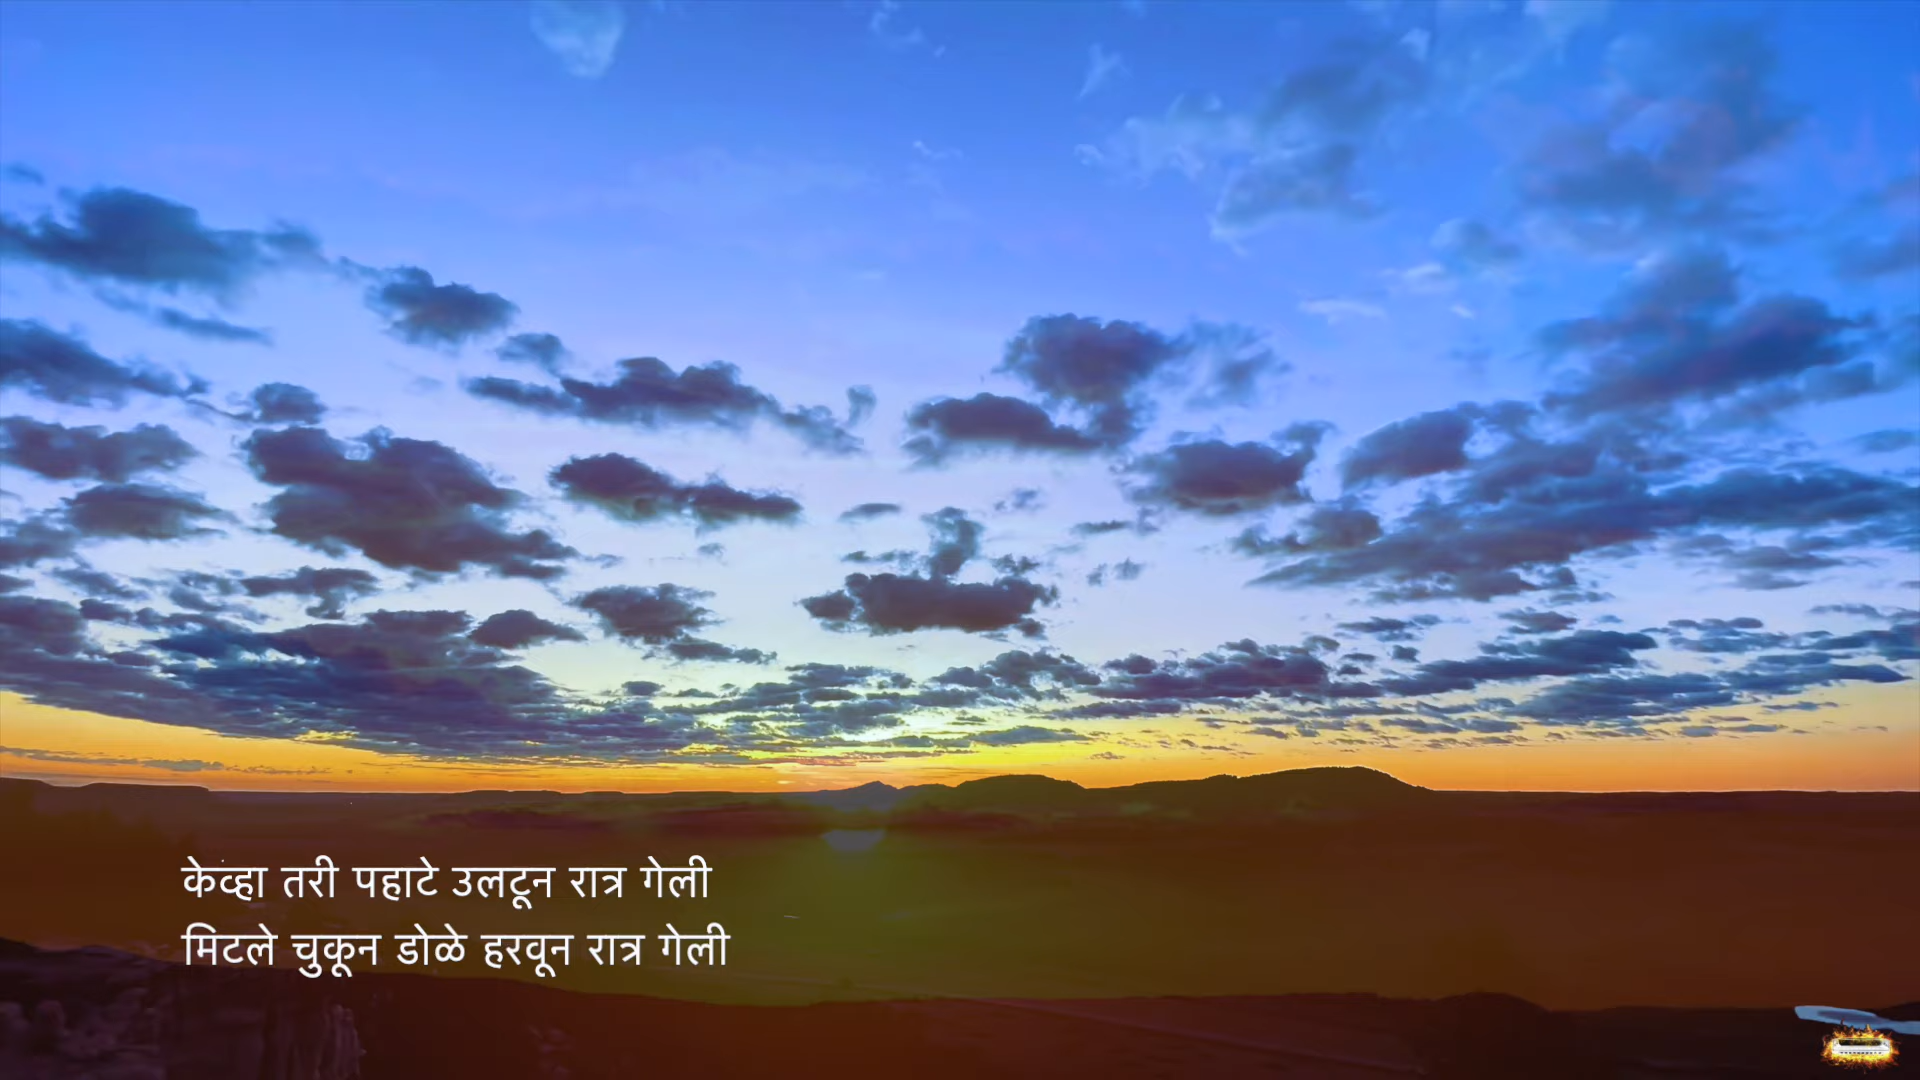 केव्हा तरी पहाटे उलटून रात्र गेली
मिटले चुकून डोळे हरवून रात्र गेली